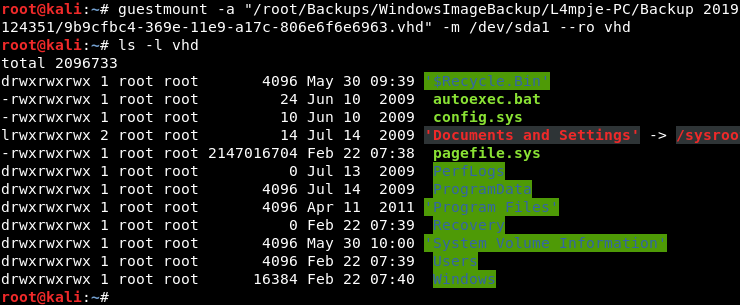 root@kali:~# guestmount -a "/root/Backups/WindowsImageBackup/L4mpje-PC/Backup 2019
124351/9b9cfbc4-369e-11e9-a17c-806e6f6e6963.vhd" -m /dev/sda1 --ro vhd
root@kali:~# ls -l vhd
total 2096733
drwxrwxrwx 1 root root       4096 May 30 09:39 '$Recycle.Bin'
-rwxrwxrwx 1 root root         24 Jun 10  2009  autoexec.bat
-rwxrwxrwx 1 root root         10 Jun 10  2009  config.sys
lrwxrwxrwx 2 root root         14 Jul 14  2009 'Documents and Settings' -> /sysroo
-rwxrwxrwx 1 root root 2147016704 Feb 22 07:38  pagefile.sys
drwxrwxrwx 1 root root          0 Jul 13  2009  PerfLogs
drwxrwxrwx 1 root root       4096 Jul 14  2009  ProgramData
drwxrwxrwx 1 root root       4096 Apr 11  2011 'Program Files'
drwxrwxrwx 1 root root          0 Feb 22 07:39  Recovery
drwxrwxrwx 1 root root       4096 May 30 10:00 'System Volume Information'
drwxrwxrwx 1 root root       4096 Feb 22 07:39  Users
drwxrwxrwx 1 root root      16384 Feb 22 07:40  Windows
root@kali:~#